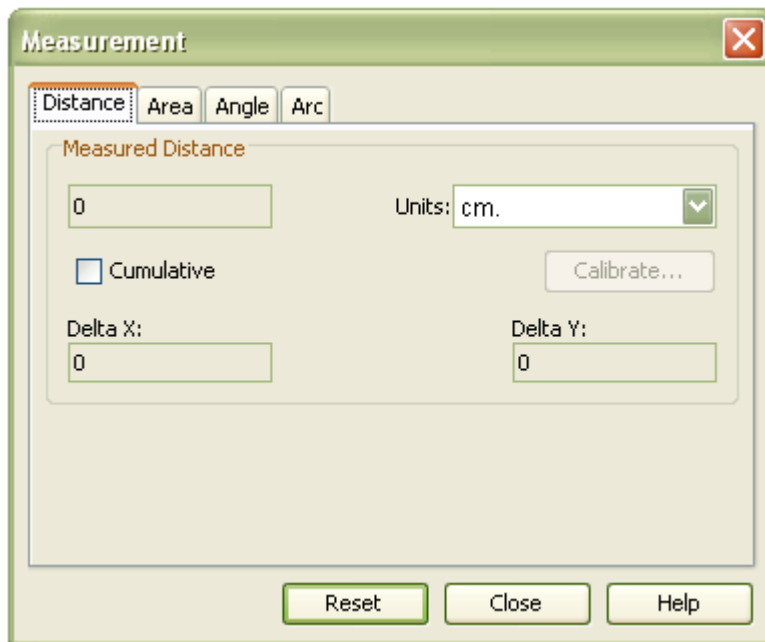 Measurement
Distance Area Angle Arc
Measured Distance
0 Units: cm.
Cumulative Calibrate...
Delta X: Delta Y:
0 0
Reset Close Help